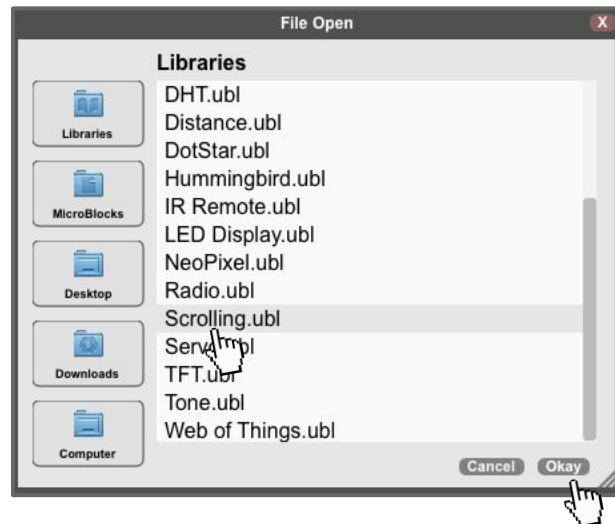 File Open
X
Libraries
Libraries
MicroBlocks
Desktop
Downloads
Computer
DHT.ubl
Distance.ubl
DotStar.ubl
Hummingbird.ubl
IR Remote.ubl
LED Display.ubl
NeoPixel.ubl
Radio.ubl
Scrolling.ubl
TFT.ubl
Tone.ubl
Web of Things.ubl
Cancel
Okay